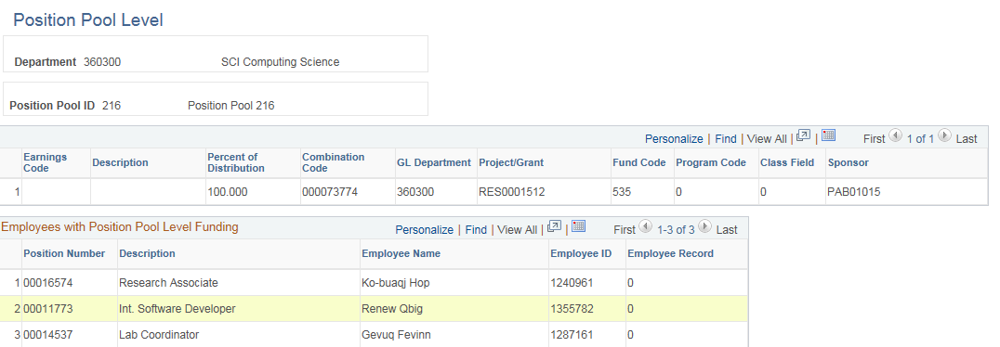 Position Pool Level
Department 360300 SCI Computing Science
Position Pool ID 216 Position Pool 216
Personalize | Find | View All | | First 1 of 1 Last
Earnings Code Description Percent of Distribution Combination Code GL Department Project/Grant Fund Code Program Code Class Field Sponsor
1 100.000 000073774 360300 RES0001512 535 0 0 PAB01015
Employees with Position Pool Level Funding Personalize | Find | View All | | First 1-3 of 3 Last
Position Number Description Employee Name Employee ID Employee Record
1 00016574 Research Associate Ko-buaqj Hop 1240961 0
2 00011773 Int. Software Developer Renew Qbig 1355782 0
3 00014537 Lab Coordinator Gevuq Fevinn 1287161 0